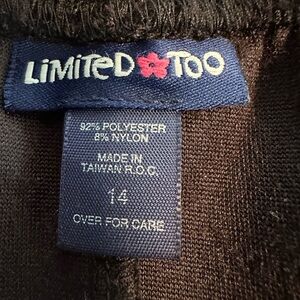 LiMiTeD TOO
92% POLYESTER
8% NYLON
MADE IN
TAIWAN R.O.C.
14
OVER FOR CARE